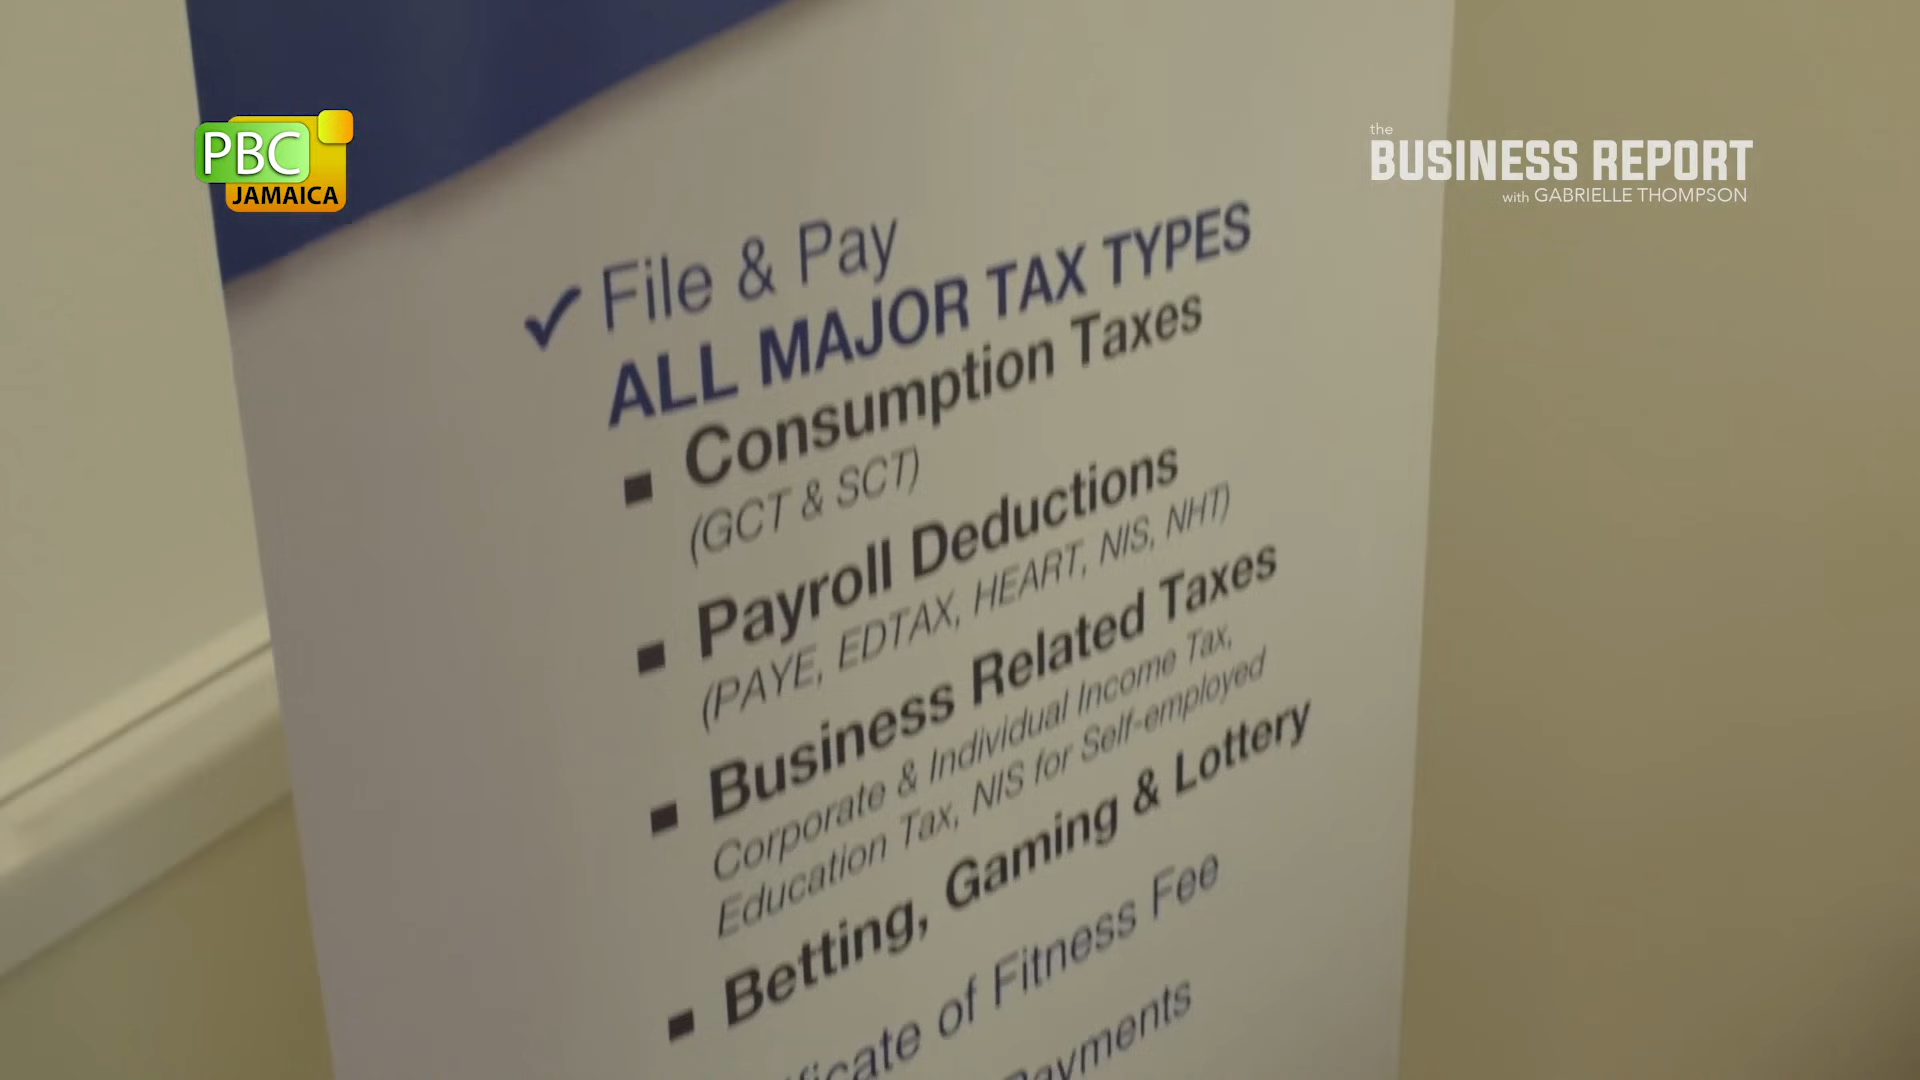 PBC
JAMAICA
the
BUSINESS REPORT
with GABRIELLE THOMPSON
✓ File & Pay
ALL MAJOR TAX TYPES
▪ Consumption Taxes
(GCT & SCT)
▪ Payroll Deductions
(PAYE, EDTAX, HEART, NIS, NHT)
▪ Business Related Taxes
Corporate & Individual Income Tax,
Education Tax, NIS for Self-employed
▪ Betting, Gaming & Lottery
of Fitness Fee